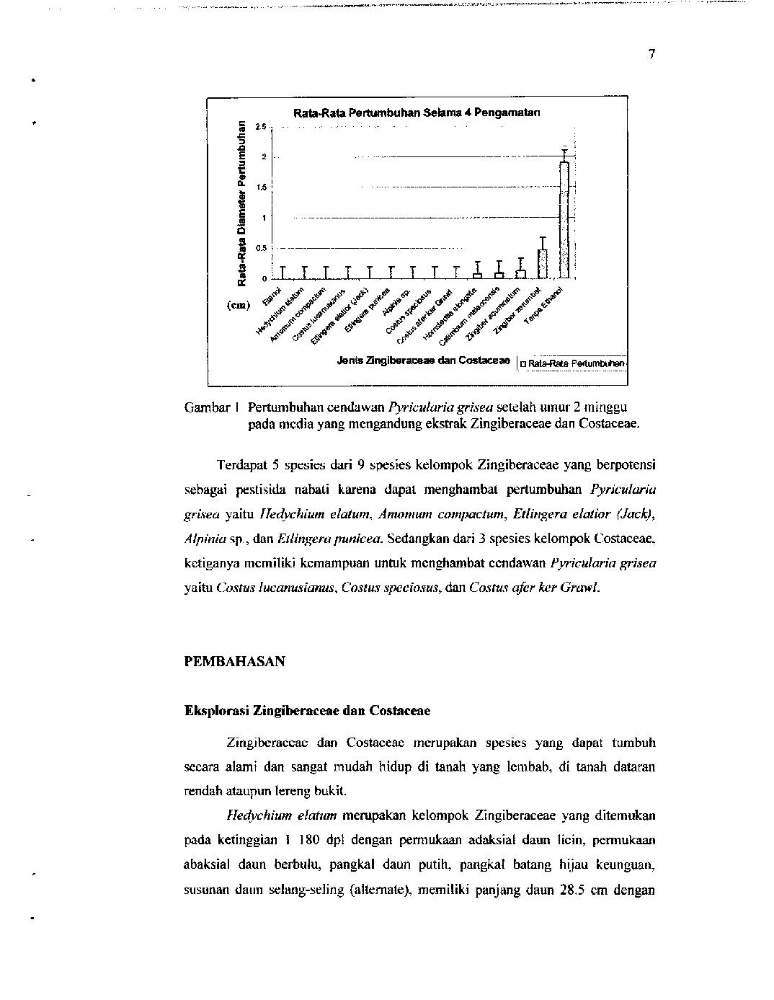 7
Rata-Rata Pertumbuhan Selama 4 Pengamatan
Rata-Rata Diameter Pertumbuhan
(cm)
2.5
2
1.5
1
0.5
0
Etanol
Hedychium elatum
Amomum compactum
Costus lucanusianus
Etlingera elatior (Jack)
Etlingera punicea
Alpinia sp.
Costus speciosus
Costus afer ker Grawl
Hornstedtia elongata
Catimbium malaccensis
Zingiber acuminatum
Zingiber zerumbat
Tanpa Ethanol
Jenis Zingiberaceae dan Costaceae
Rata-Rata Pertumbuhan
Gambar 1 Pertumbuhan cendawan Pyricularia grisea setelah umur 2 minggu
pada media yang mengandung ekstrak Zingiberaceae dan Costaceae.
Terdapat 5 spesies dari 9 spesies kelompok Zingiberaceae yang berpotensi
sebagai pestisida nabati karena dapat menghambat pertumbuhan Pyricularia
grisea yaitu Hedychium elatum, Amomum compactum, Etlingera elatior (Jack),
Alpinia sp., dan Etlingera punicea. Sedangkan dari 3 spesies kelompok Costaceae,
ketiganya memiliki kemampuan untuk menghambat cendawan Pyricularia grisea
yaitu Costus lucanusianus, Costus speciosus, dan Costus afer ker Grawl.
PEMBAHASAN
Eksplorasi Zingiberaceae dan Costaceae
Zingiberaceae dan Costaceae merupakan spesies yang dapat tumbuh
secara alami dan sangat mudah hidup di tanah yang lembab, di tanah dataran
rendah ataupun lereng bukit.
Hedychium elatum merupakan kelompok Zingiberaceae yang ditemukan
pada ketinggian 1 180 dpl dengan permukaan adaksial daun licin, permukaan
abaksial daun berbulu, pangkal daun putih, pangkal batang hijau keunguan,
susunan daun selang-seling (alternate), memiliki panjang daun 28.5 cm dengan